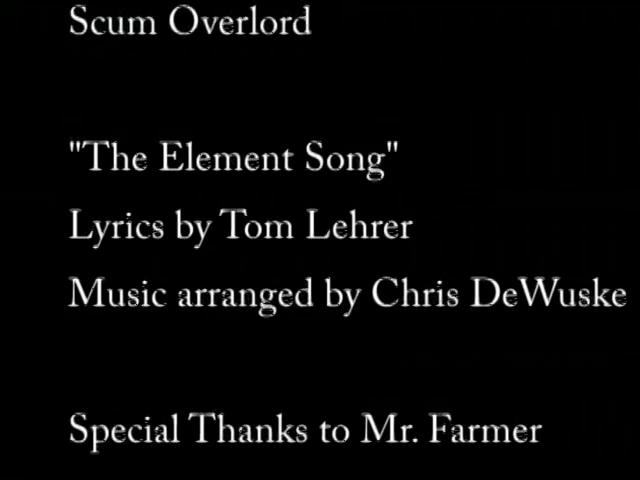 Scum Overlord
"The Element Song"
Lyrics by Tom Lehrer
Music arranged by Chris DeWuske
Special Thanks to Mr. Farmer